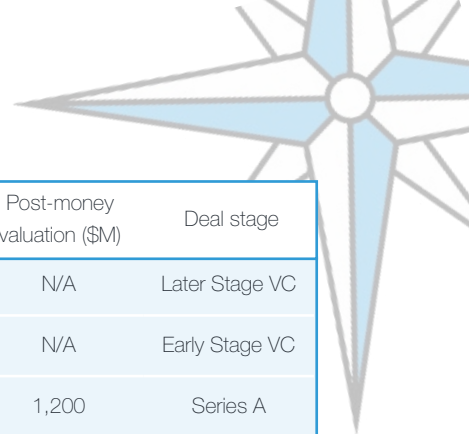 Post-money
valuation ($M)
Deal stage
N/A Later Stage VC
N/A Early Stage VC
1,200 Series A